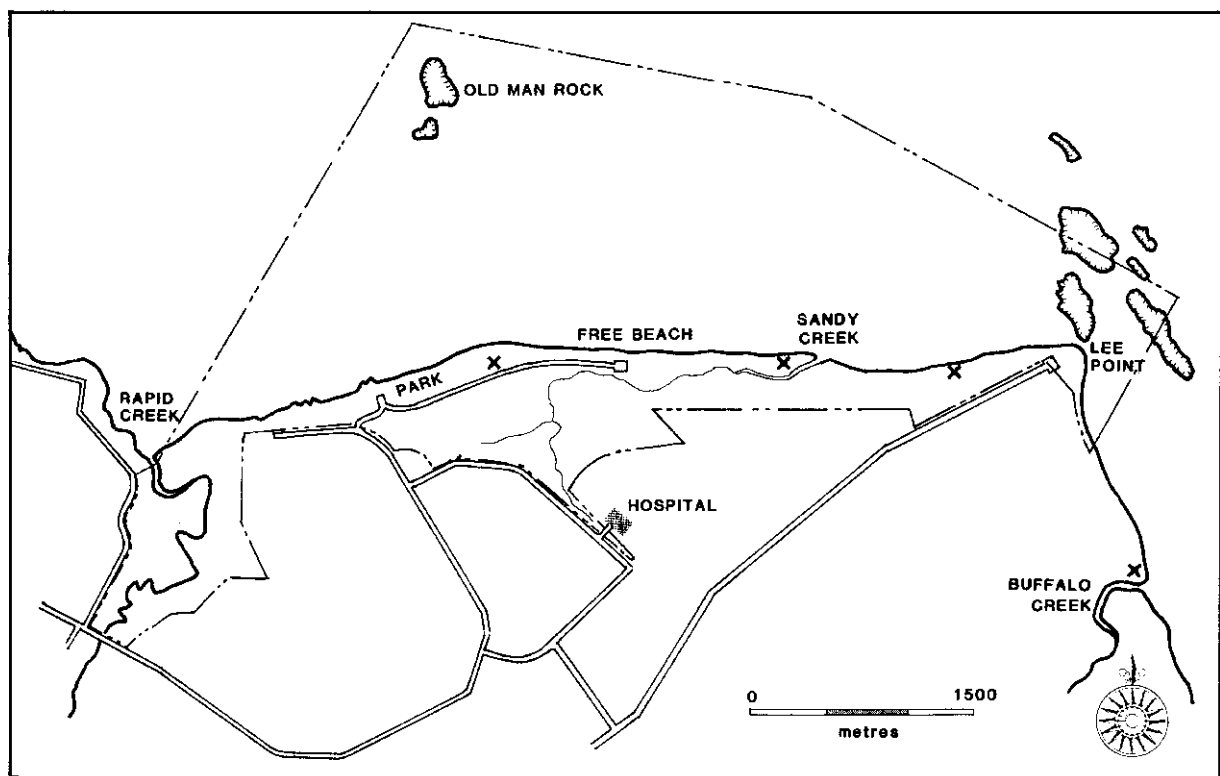 OLD MAN ROCK
FREE BEACH
SANDY
CREEK
LEE
POINT
PARK
RAPID
CREEK
HOSPITAL
BUFFALO
CREEK
0 1500
metres